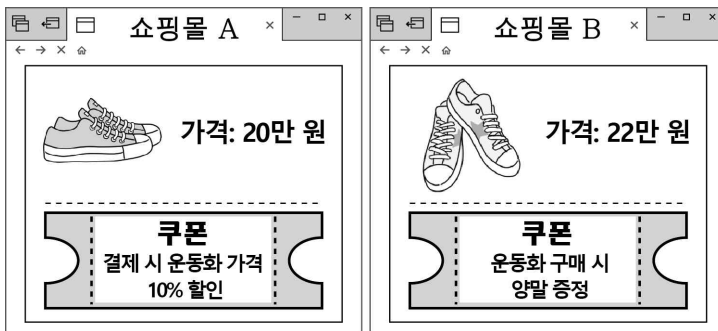 쇼핑몰 A
가격: 20만 원
쿠폰
결제 시 운동화 가격
10% 할인
쇼핑몰 B
가격: 22만 원
쿠폰
운동화 구매 시
양말 증정